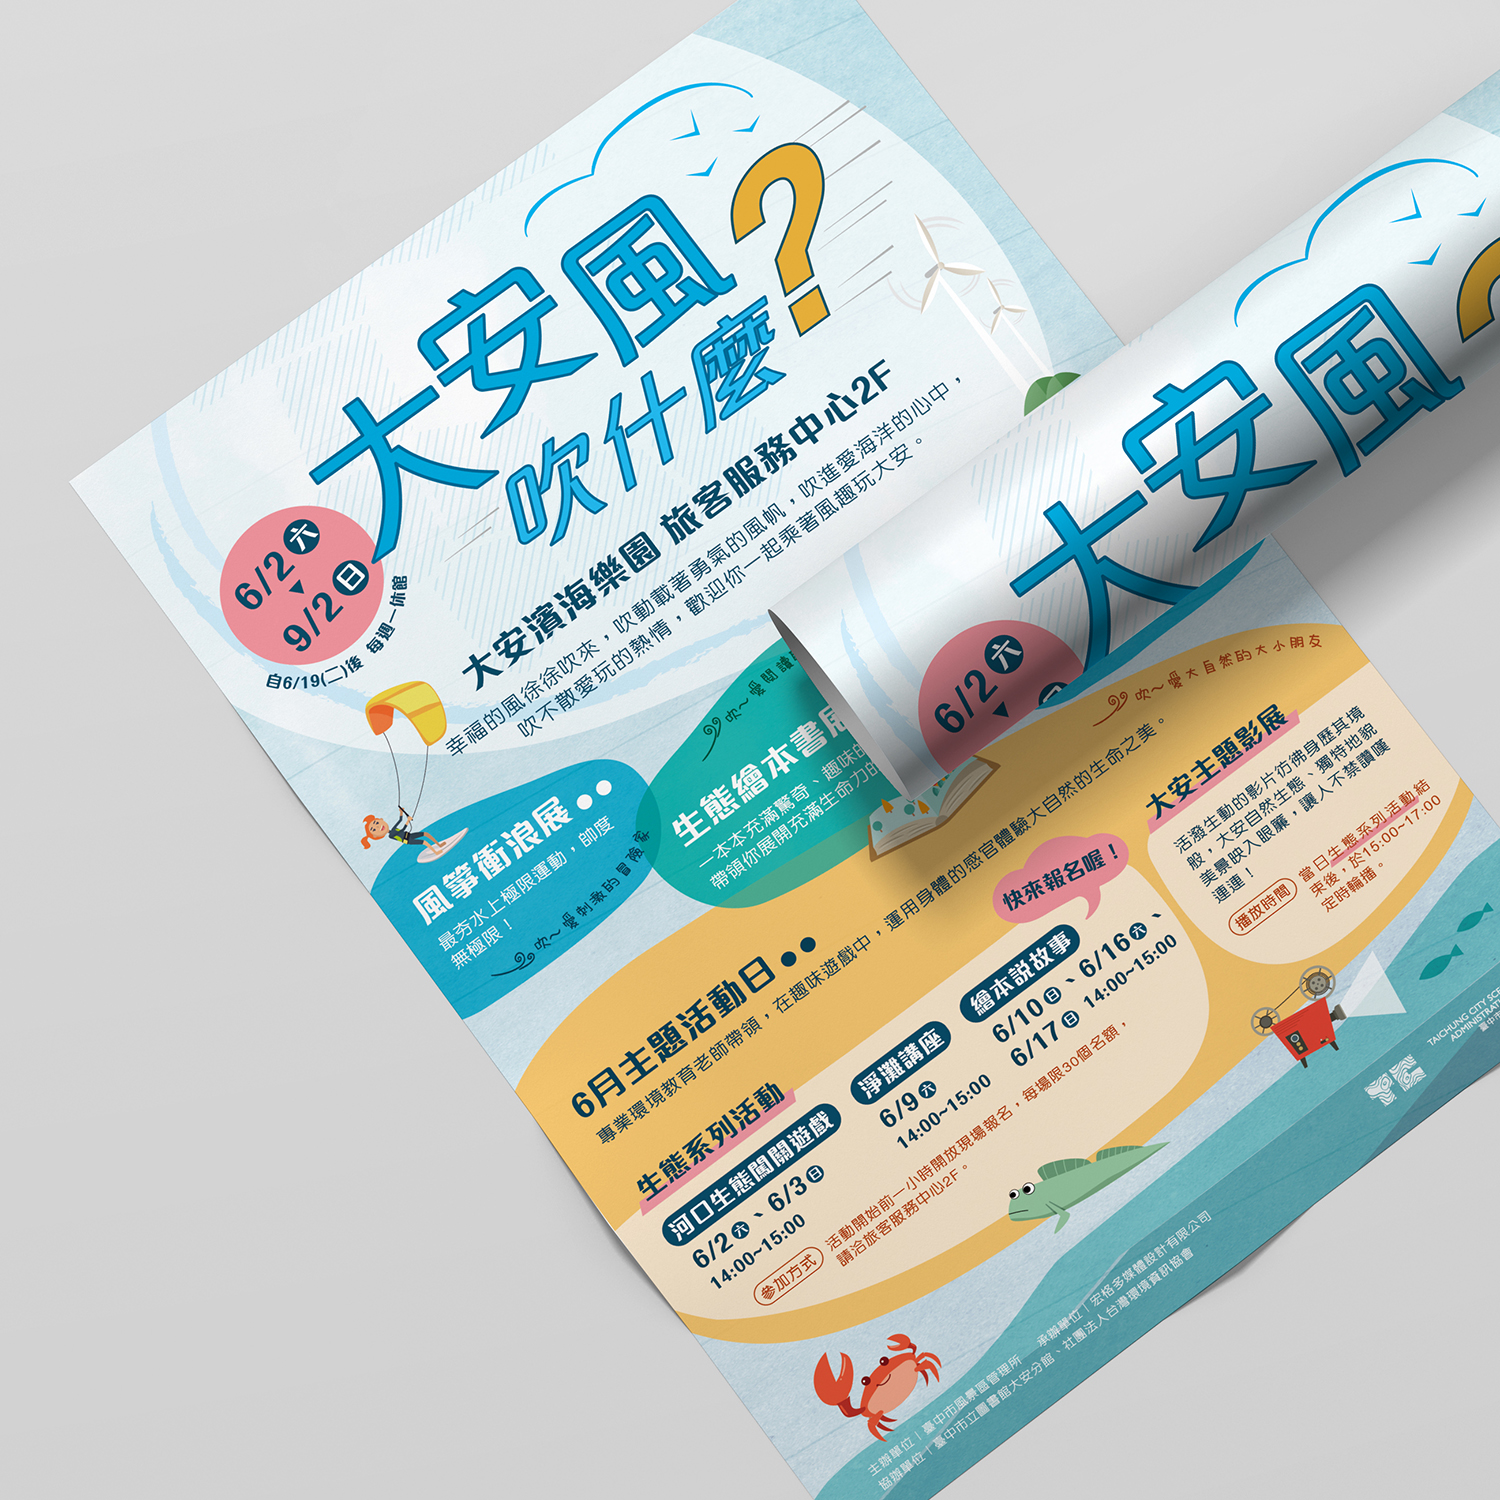 大安風
吹什麼?
6/2六
▼
9/2日
每週一休館
自6/19(二)後
大安濱海樂園 旅客服務中心2F
幸福的風徐徐吹來，吹動載著勇氣的風帆，吹進愛海洋的心中，
吹不散愛玩的熱情，歡迎你一起乘著風趣玩大安。
風箏衝浪展
最夯水上極限運動，帥度
無極限！
吹～愛刺激的冒險家
吹～愛閱讀
生態繪本書展
一本本充滿驚奇、趣味的
帶領你展開充滿生命力的
吹～愛大自然的大小朋友
6月主題活動日
專業環境教育老師帶領，在趣味遊戲中，運用身體的感官體驗大自然的生命之美。
生態系列活動
河口生態闖關遊戲
6/2六、6/3日
14:00~15:00
淨灘講座
6/9六
14:00~15:00
快來報名喔！
繪本說故事
6/10日、6/16六、
6/17日 14:00~15:00
參加方式
活動開始前一小時開放現場報名，每場限30個名額，
請洽旅客服務中心2F。
大安主題影展
活潑生動的影片彷彿身歷其境
般，大安自然生態、獨特地貌
美景映入眼簾，讓人不禁讚嘆
連連！
播放時間
當日生態系列活動結
束後，於15:00~17:00
定時輪播。
主辦單位｜臺中市風景區管理所 承辦單位｜宏格多媒體設計有限公司
協辦單位｜臺中市立圖書館大安分館、社團法人台灣環境資訊協會
TAICHUNG CITY
大安風
6/2六
▼